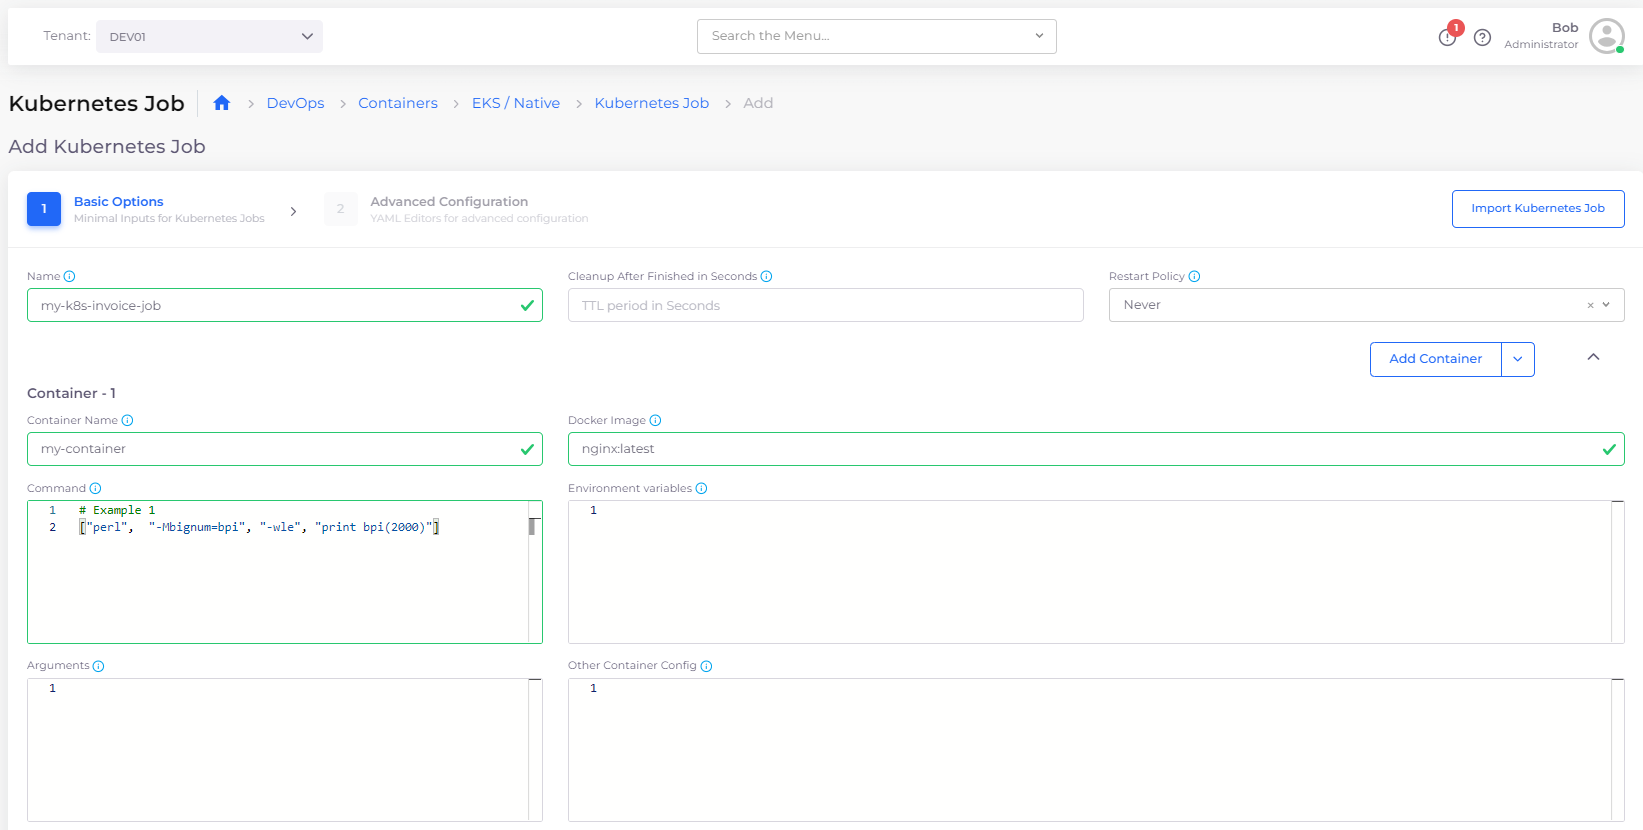 Tenant: DEV01 Search the Menu... 1 Bob
Administrator
Kubernetes Job DevOps Containers EKS / Native Kubernetes Job Add
Add Kubernetes Job
1 Basic Options
Minimal Inputs for Kubernetes Jobs
2 Advanced Configuration
YAML Editors for advanced configuration
Import Kubernetes Job
Name Cleanup After Finished in Seconds Restart Policy
my-k8s-invoice-job TTL period in Seconds Never
Add Container
Container - 1
Container Name Docker Image
my-container nginx:latest
Command Environment variables
1 # Example 1
2 ["perl",  "-Mbignum=bpi", "-wle", "print bpi(2000)"]
1
Arguments Other Container Config
1 1